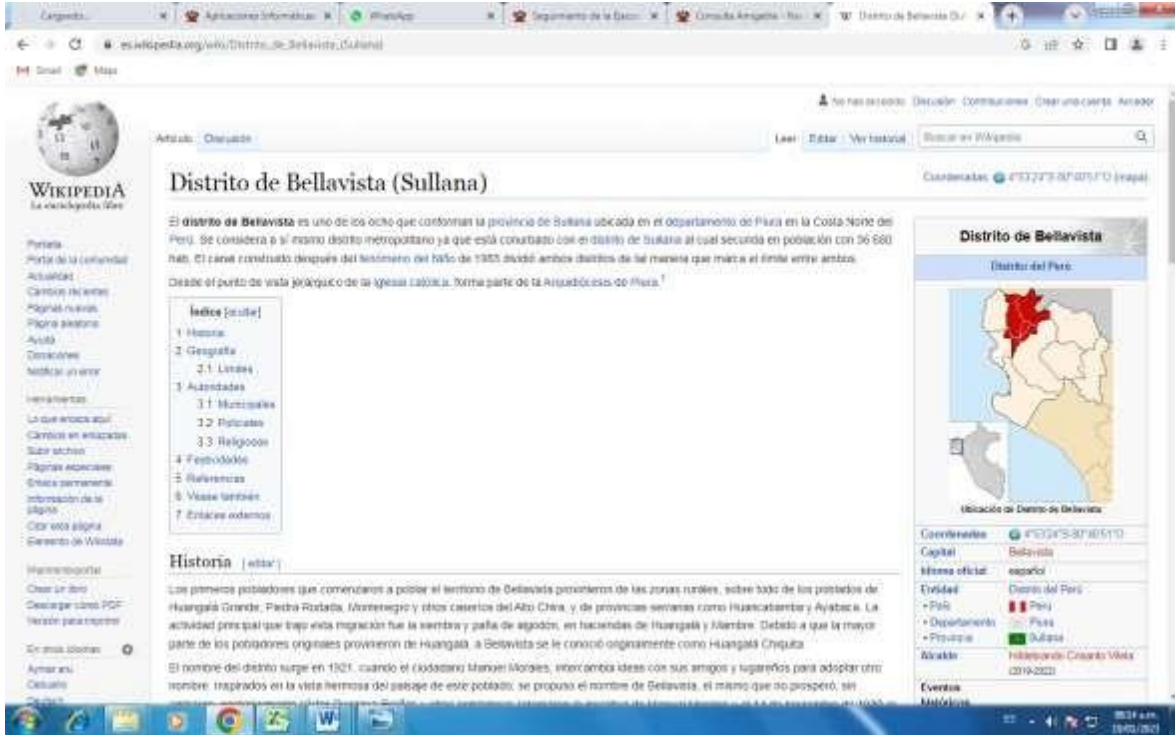 Cargando...
WhatsApp
es.wikipedia.org/wiki/Distrito_de_Bellavista_(Sullana)
Gmail
Maps
No has accedido Discusión Contribuciones Crear una cuenta Acceder
Artículo Discusión
Leer Editar Ver historial Buscar en Wikipedia
WIKIPEDIA
La enciclopedia libre
Distrito de Bellavista (Sullana)
El distrito de Bellavista es uno de los ocho que conforman la provincia de Sullana ubicada en el departamento de Piura en la Costa Norte del
Perú. Se considera a sí mismo distrito metropolitano ya que está conurbado con el distrito de Sullana al cual secunda en población con 36 680
hab. El canal construido después del fenómeno del Niño de 1983 dividió ambos distritos de tal manera que marca el límite entre ambos.
Desde el punto de vista jerárquico de la Iglesia católica, forma parte de la Arquidiócesis de Piura.1
Índice [ocultar]
1 Historia
2 Geografía
2.1 Límites
3 Autoridades
3.1 Municipales
3.2 Policiales
3.3 Religiosas
4 Festividades
5 Referencias
6 Véase también
7 Enlaces externos
Historia [editar]
Los primeros pobladores que comenzaron a poblar el territorio de Bellavista provinieron de las zonas rurales, sobre todo de los poblados de
Huangalá Grande, Piedra Rodada, Montenegro y otros caseríos del Alto Chira, y de provincias serranas como Huancabamba y Ayabaca. La
actividad principal que trajo esta migración fue la siembra y paña de algodón, en haciendas de Huangalá y Mambre. Debido a que la mayor
parte de los pobladores originales provinieron de Huangalá, a Bellavista se le conoció originalmente como Huangalá Chiquita.
El nombre del distrito surge en 1921, cuando el ciudadano Manuel Morales, intercambia ideas con sus amigos y lugareños para adoptar otro
nombre. Inspirados en la vista hermosa del paisaje de este poblado, se propuso el nombre de Bellavista, el mismo que no prosperó, sin
Portada
Portal de la comunidad
Actualidad
Cambios recientes
Páginas nuevas
Página aleatoria
Ayuda
Donaciones
Notificar un error
Herramientas
Lo que enlaza aquí
Cambios en enlazadas
Subir archivo
Páginas especiales
Enlace permanente
Información de la
página
Citar esta página
Elemento de Wikidata
Imprimir/exportar
Crear un libro
Descargar como PDF
Versión para imprimir
En otros idiomas
Aymar aru
Cebuano
Distrito de Bellavista
Distrito del Perú
Ubicación de Distrito de Bellavista
Coordenadas
Capital Bellavista
Idioma oficial español
Entidad Distrito del Perú
• País Perú
• Departamento Piura
• Provincia Sullana
Alcalde
(2019-2022)
Eventos
históricos